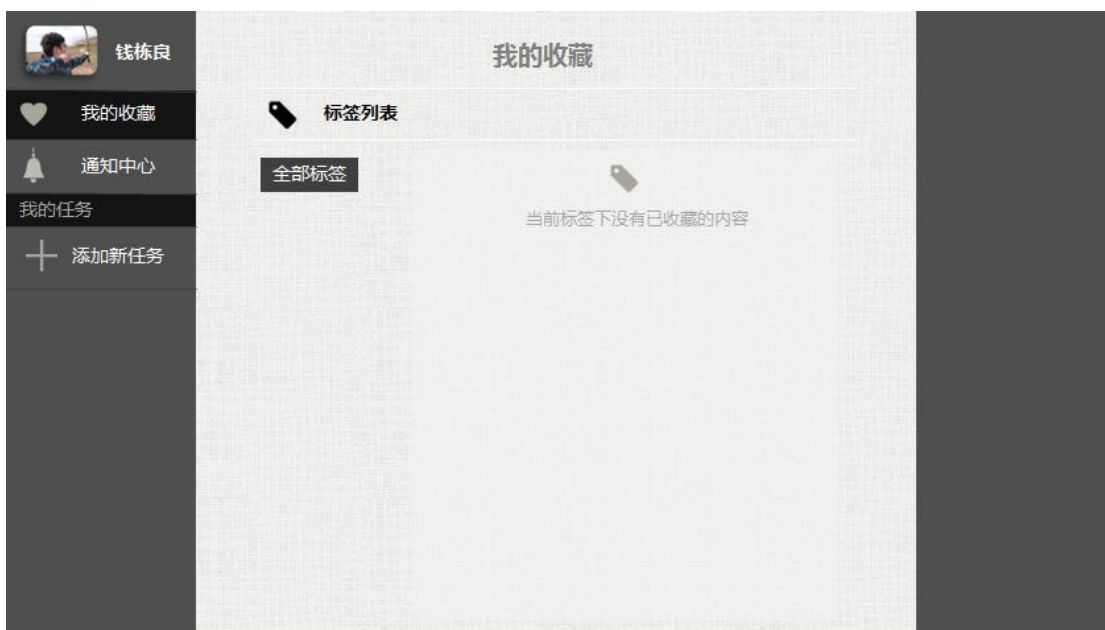 钱栋良
我的收藏
通知中心
我的任务
添加新任务
我的收藏
标签列表
全部标签
当前标签下没有已收藏的内容